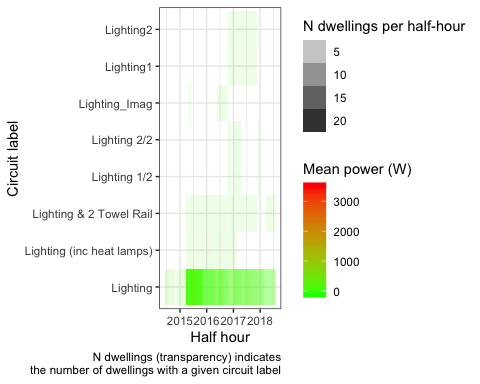 Circuit label
Lighting2
Lighting1
Lighting_Imag
Lighting 2/2
Lighting 1/2
Lighting & 2 Towel Rail
Lighting (inc heat lamps)
Lighting
2015 2016 2017 2018
Half hour
N dwellings (transparency) indicates
the number of dwellings with a given circuit label
N dwellings per half-hour
5
10
15
20
Mean power (W)
3000
2000
1000
0